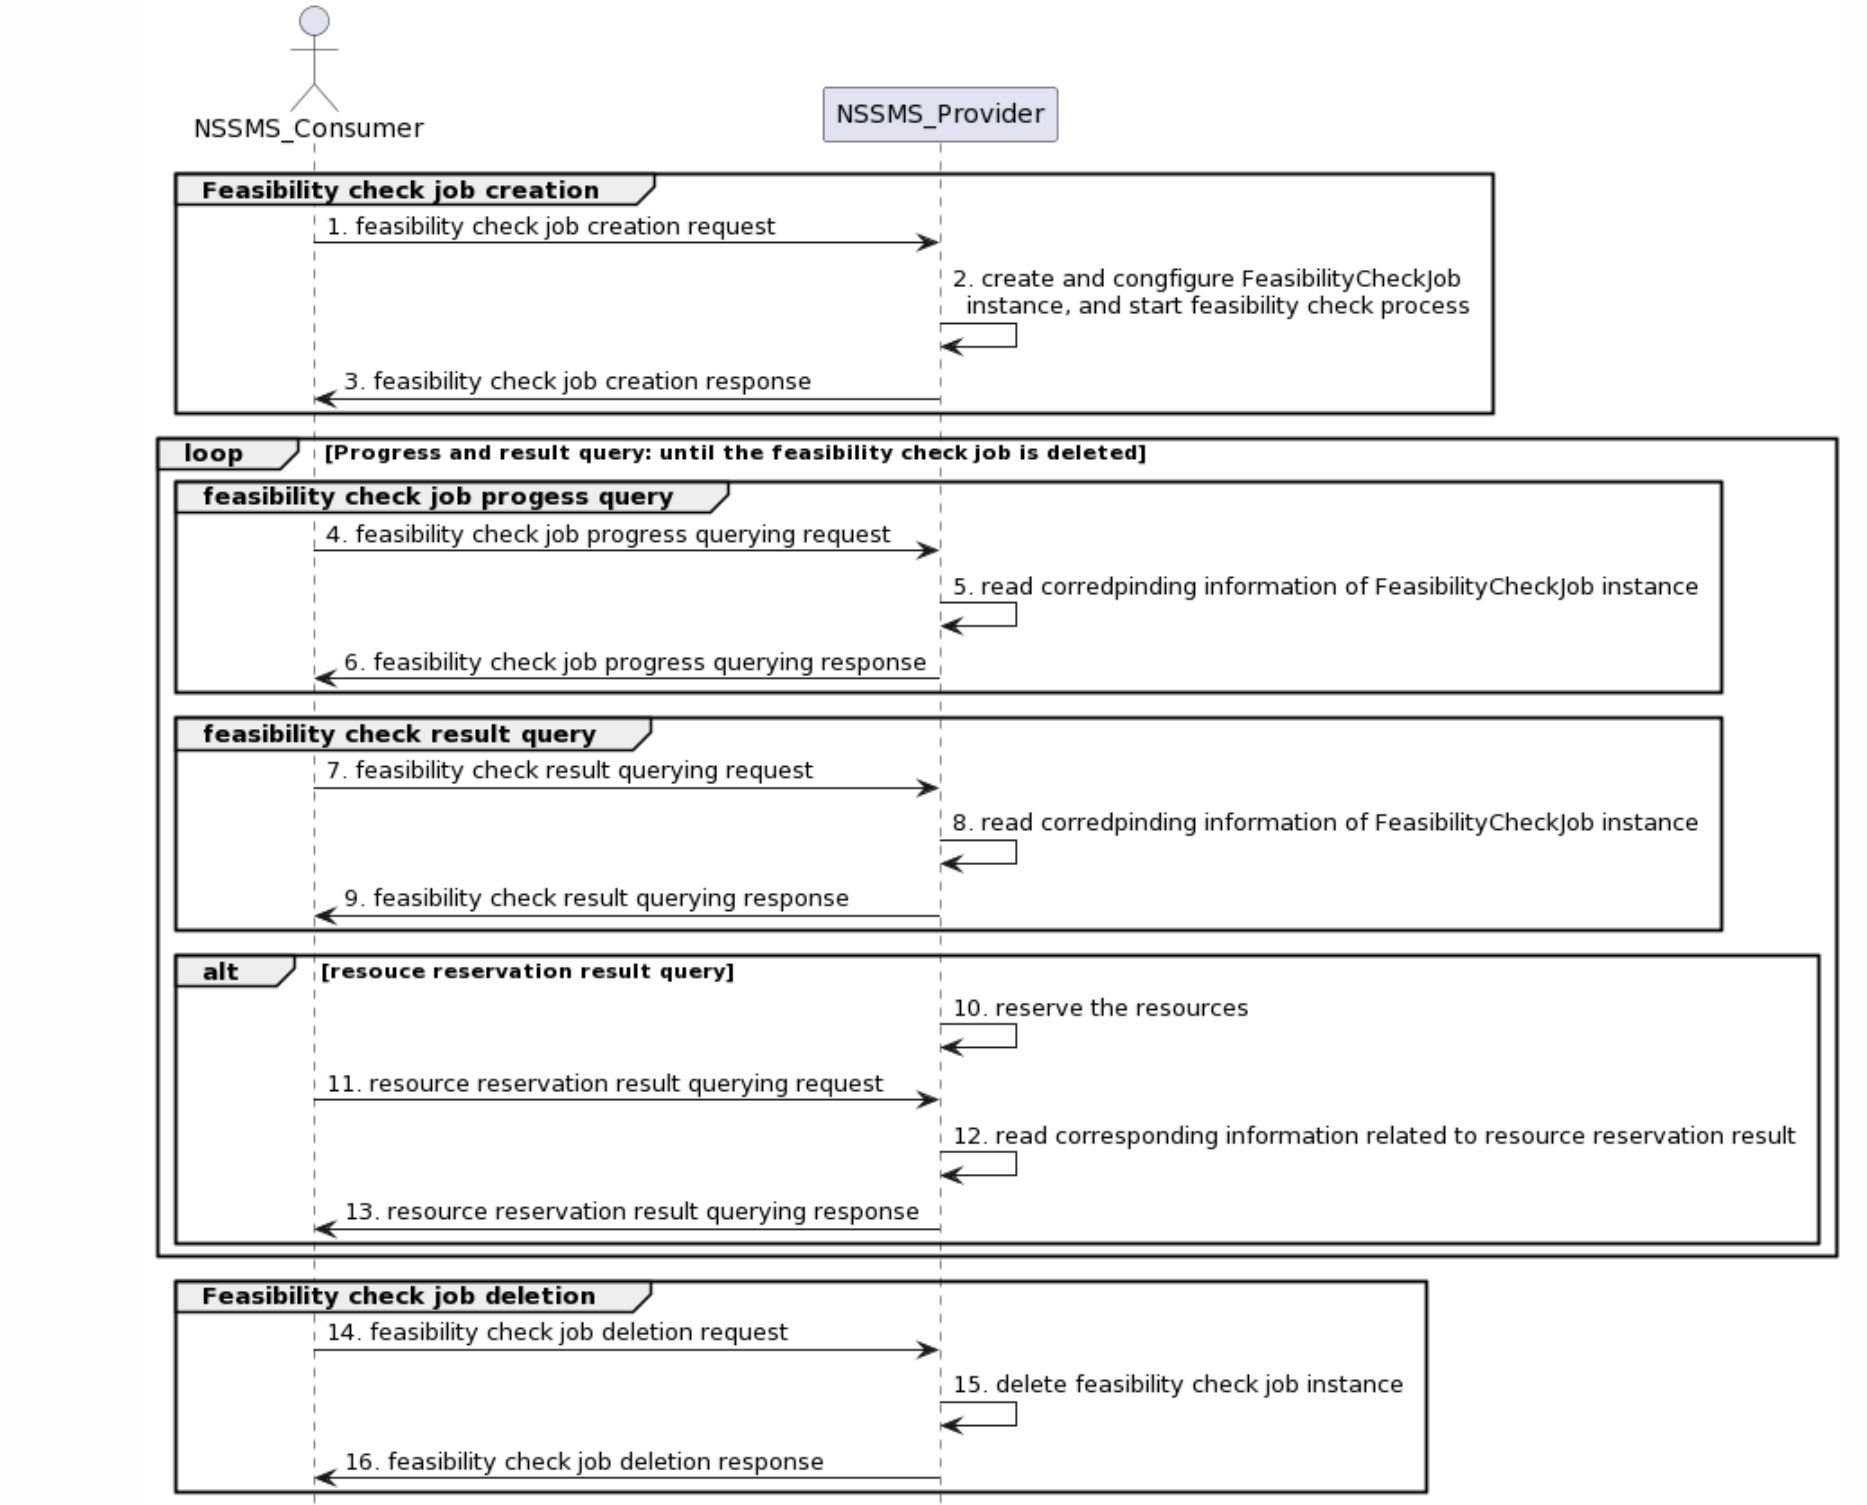 NSSMS_Consumer
NSSMS_Provider
Feasibility check job creation
1. feasibility check job creation request
2. create and congfigure FeasibilityCheckJob
instance, and start feasibility check process
3. feasibility check job creation response
loop [Progress and result query: until the feasibility check job is deleted]
feasibility check job progess query
4. feasibility check job progress querying request
5. read corredpinding information of FeasibilityCheckJob instance
6. feasibility check job progress querying response
feasibility check result query
7. feasibility check result querying request
8. read corredpinding information of FeasibilityCheckJob instance
9. feasibility check result querying response
alt [resouce reservation result query]
10. reserve the resources
11. resource reservation result querying request
12. read corresponding information related to resource reservation result
13. resource reservation result querying response
Feasibility check job deletion
14. feasibility check job deletion request
15. delete feasibility check job instance
16. feasibility check job deletion response